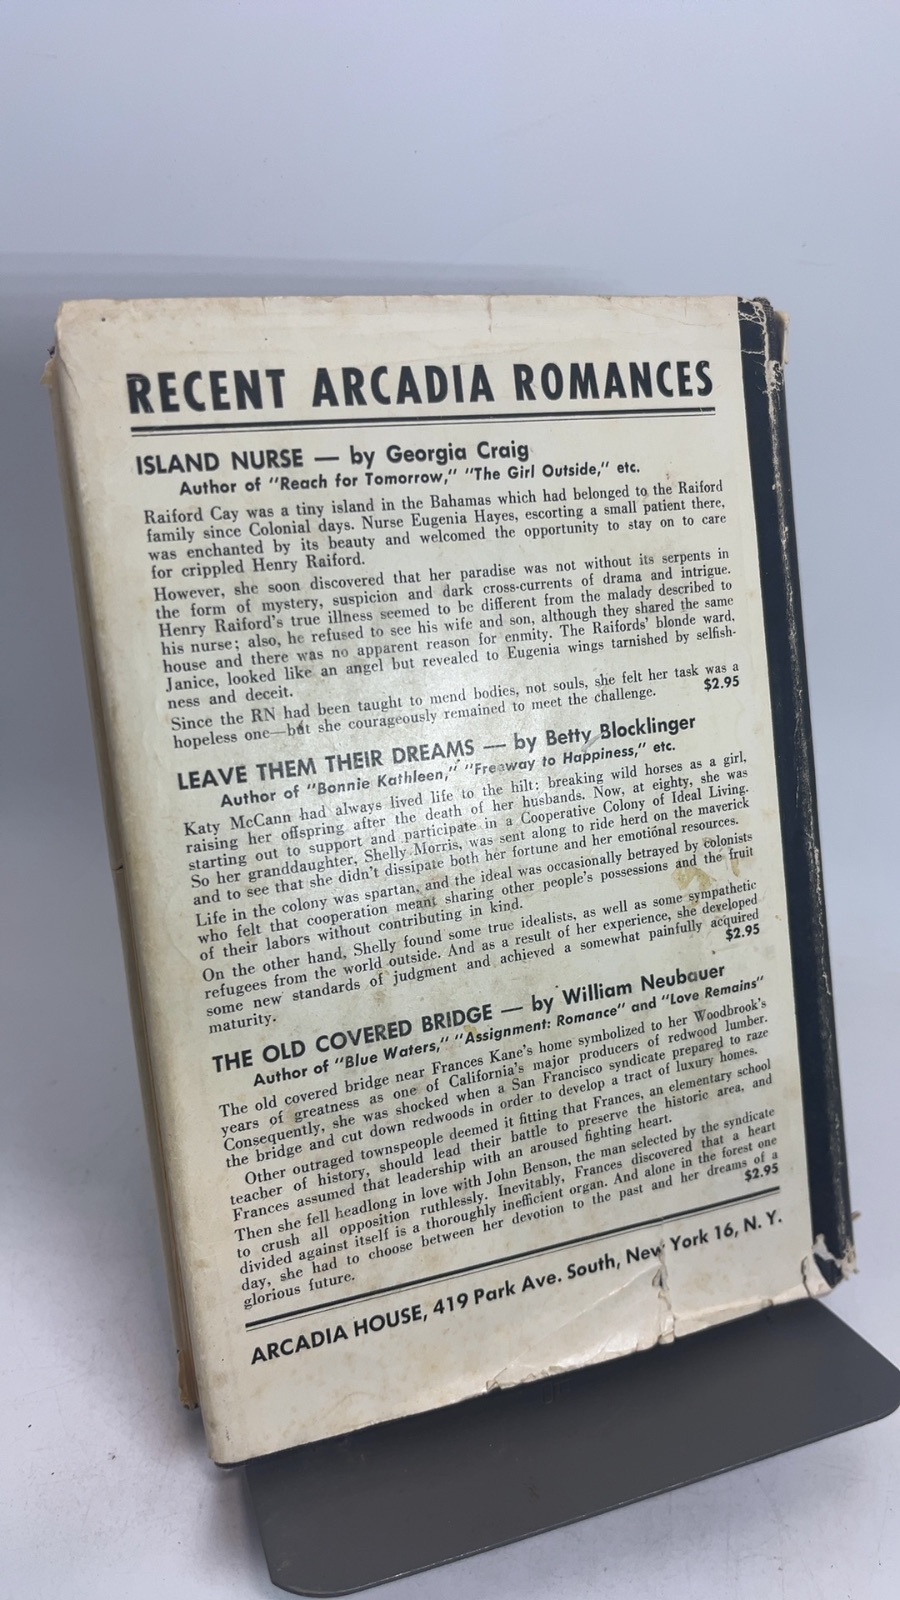 RECENT ARCADIA ROMANCES
ISLAND NURSE — by Georgia Craig
Author of "Reach for Tomorrow," "The Girl Outside," etc.
Raiford Cay was a tiny island in the Bahamas which had belonged to the Raiford
family since Colonial days. Nurse Eugenia Hayes, escorting a small patient there,
was enchanted by its beauty and welcomed the opportunity to stay on to care
for crippled Henry Raiford.
However, she soon discovered that her paradise was not without its serpents in
the form of mystery, suspicion and dark cross-currents of drama and intrigue.
Henry Raiford's true illness seemed to be different from the malady described to
his nurse; also, he refused to see his wife and son, although they shared the same
house and there was no apparent reason for enmity. The Raifords' blonde ward,
Janice, looked like an angel but revealed to Eugenia wings tarnished by selfish-
ness and deceit.
Since the RN had been taught to mend bodies, not souls, she felt her task was a
hopeless one—but she courageously remained to meet the challenge. $2.95
LEAVE THEM THEIR DREAMS — by Betty Blocklinger
Author of "Bonnie Kathleen," "Freeway to Happiness," etc.
Katy McCann had always lived life to the hilt: breaking wild horses as a girl,
raising her offspring after the death of her husbands. Now, at eighty, she was
starting out to support and participate in a Cooperative Colony of Ideal Living.
So her granddaughter, Shelly Morris, was sent along to ride herd on the maverick
and to see that she didn't dissipate both her fortune and her emotional resources.
Life in the colony was spartan, and the ideal was occasionally betrayed by colonists
who felt that cooperation meant sharing other people's possessions and the fruit
of their labors without contributing in kind.
On the other hand, Shelly found some true idealists, as well as some sympathetic
refugees from the world outside. And as a result of her experience, she developed
some new standards of judgment and achieved a somewhat painfully acquired
maturity. $2.95
THE OLD COVERED BRIDGE — by William Neubauer
Author of "Blue Waters," "Assignment: Romance" and "Love Remains"
The old covered bridge near Frances Kane's home symbolized to her Woodbrook's
years of greatness as one of California's major producers of redwood lumber.
Consequently, she was shocked when a San Francisco syndicate prepared to raze
the bridge and cut down redwoods in order to develop a tract of luxury homes.
Other outraged townspeople deemed it fitting that Frances, an elementary school
teacher of history, should lead their battle to preserve the historic area, and
Frances assumed that leadership with an aroused fighting heart.
Then she fell headlong in love with John Benson, the man selected by the syndicate
to crush all opposition ruthlessly. Inevitably, Frances discovered that a heart
divided against itself is a thoroughly inefficient organ. And alone in the forest one
day, she had to choose between her devotion to the past and her dreams of a
glorious future. $2.95
ARCADIA HOUSE, 419 Park Ave. South, New York 16, N. Y.